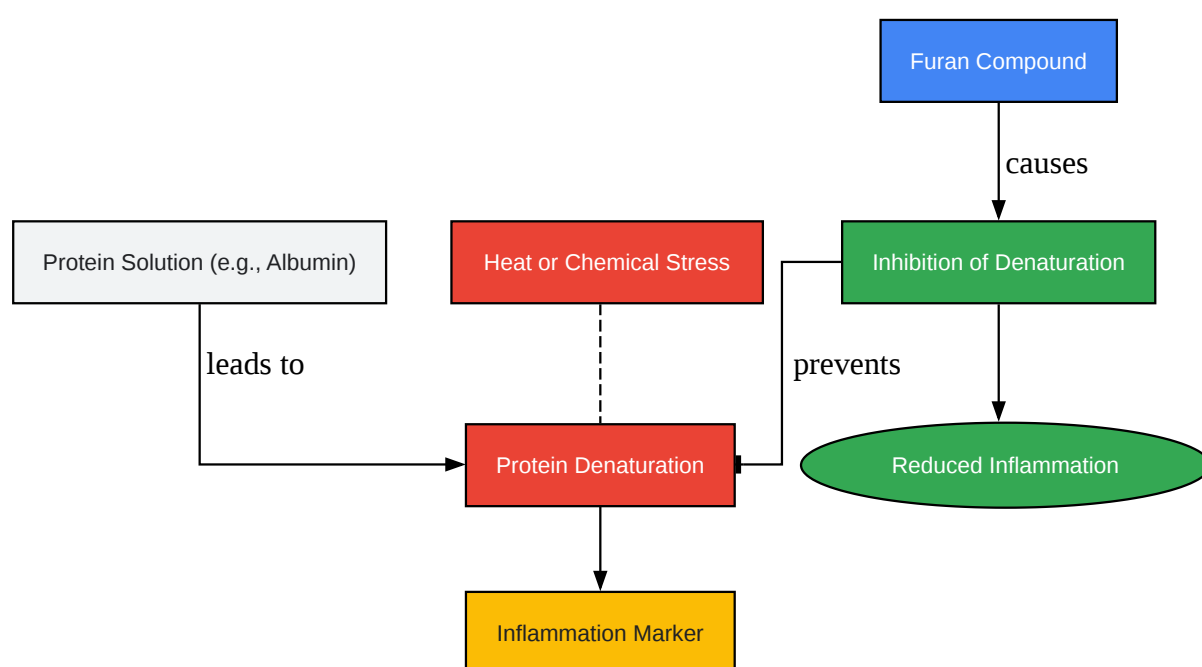 Furan Compound
causes
Protein Solution (e.g., Albumin)
Heat or Chemical Stress
Inhibition of Denaturation
leads to
prevents
Protein Denaturation
Reduced Inflammation
Inflammation Marker